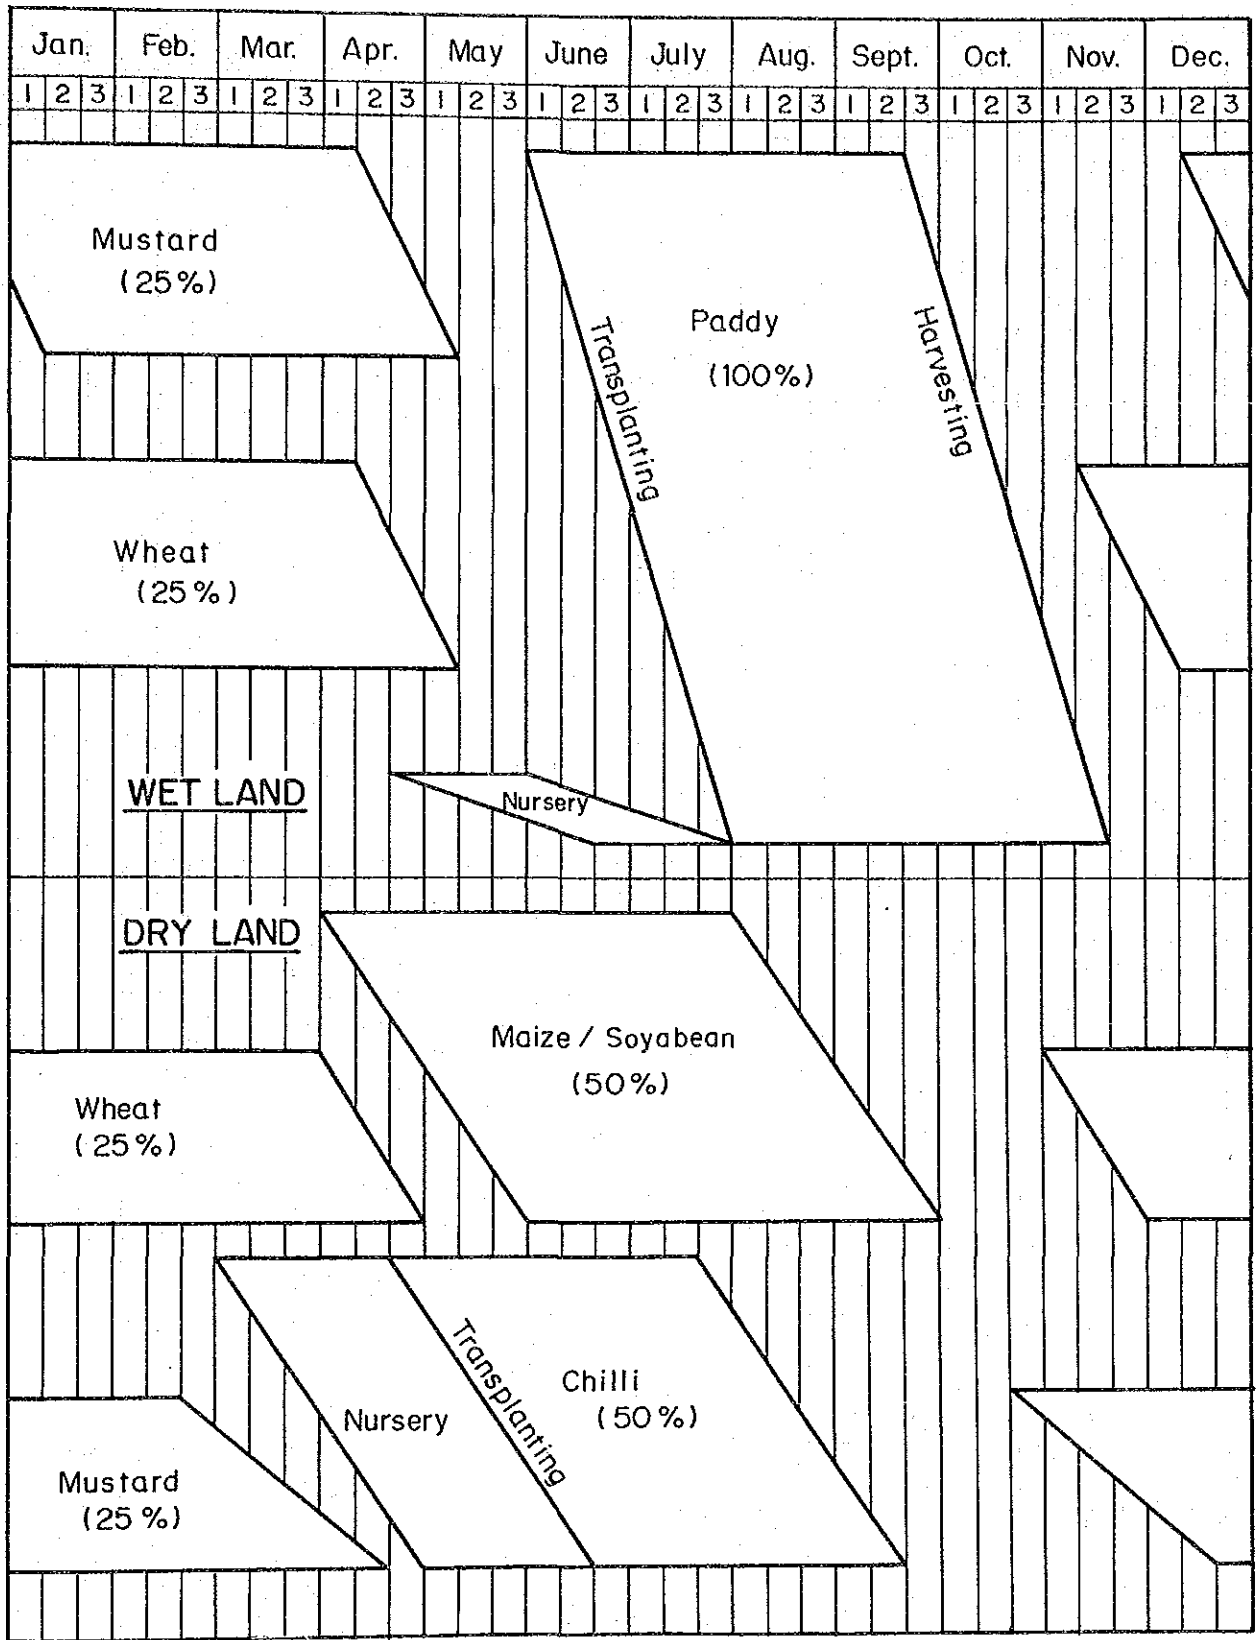 Jan. Feb. Mar. Apr. May June July Aug. Sept. Oct. Nov. Dec.
1 2 3 1 2 3 1 2 3 1 2 3 1 2 3 1 2 3 1 2 3 1 2 3 1 2 3 1 2 3 1 2 3 1 2 3
Mustard
(25%)
Paddy
(100%)
Transplanting
Harvesting
Wheat
(25%)
WET LAND
Nursery
DRY LAND
Maize / Soyabean
(50%)
Wheat
(25%)
Transplanting
Chilli
(50%)
Nursery
Mustard
(25%)